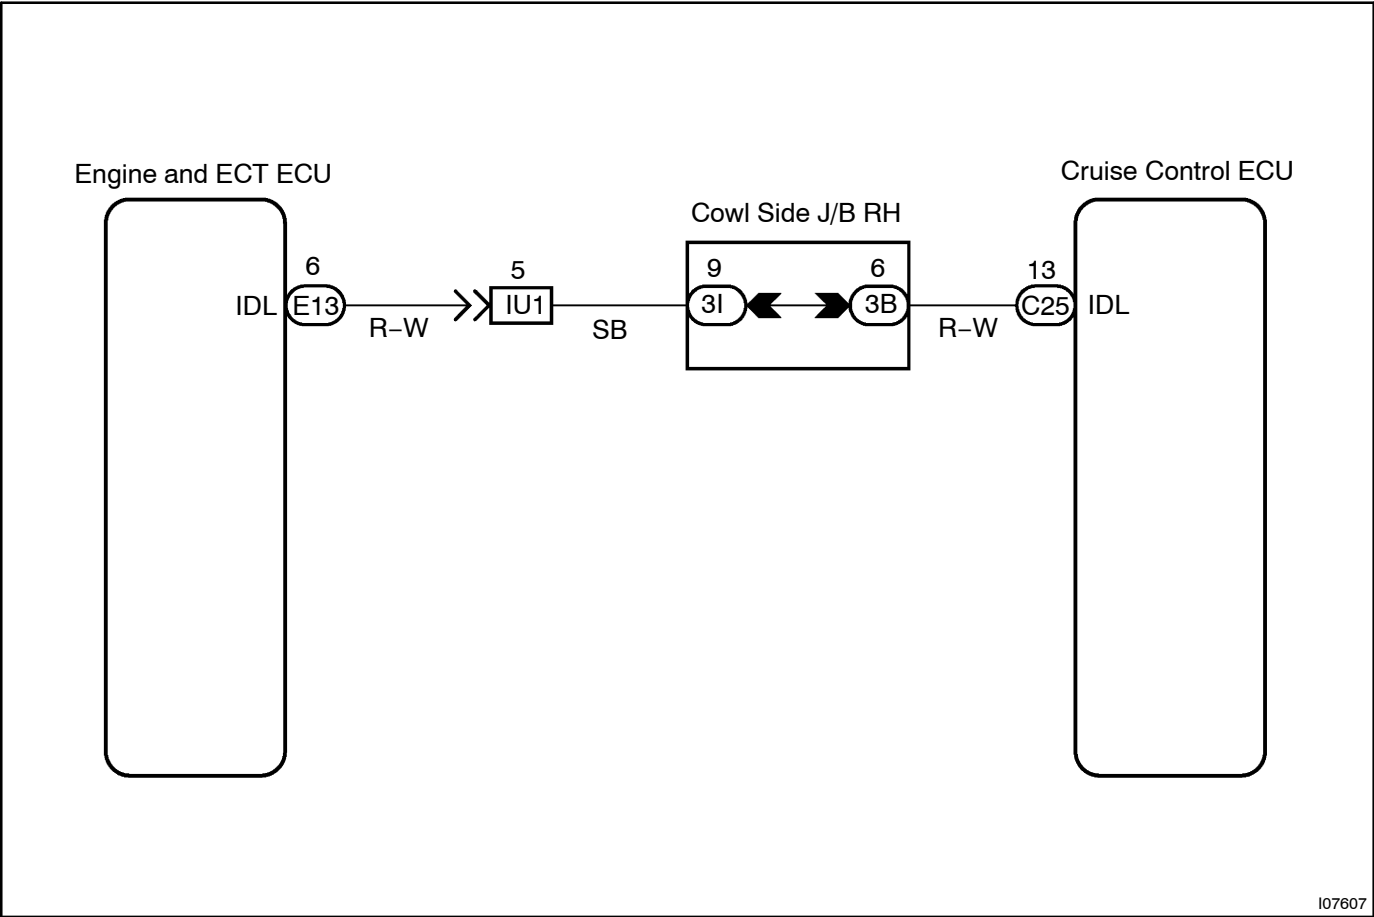 Engine and ECT ECU
Cruise Control ECU
Cowl Side J/B RH
6
5
9
6
13
IDL
E13
IU1
3I
3B
C25
IDL
R–W
SB
R–W
I07607